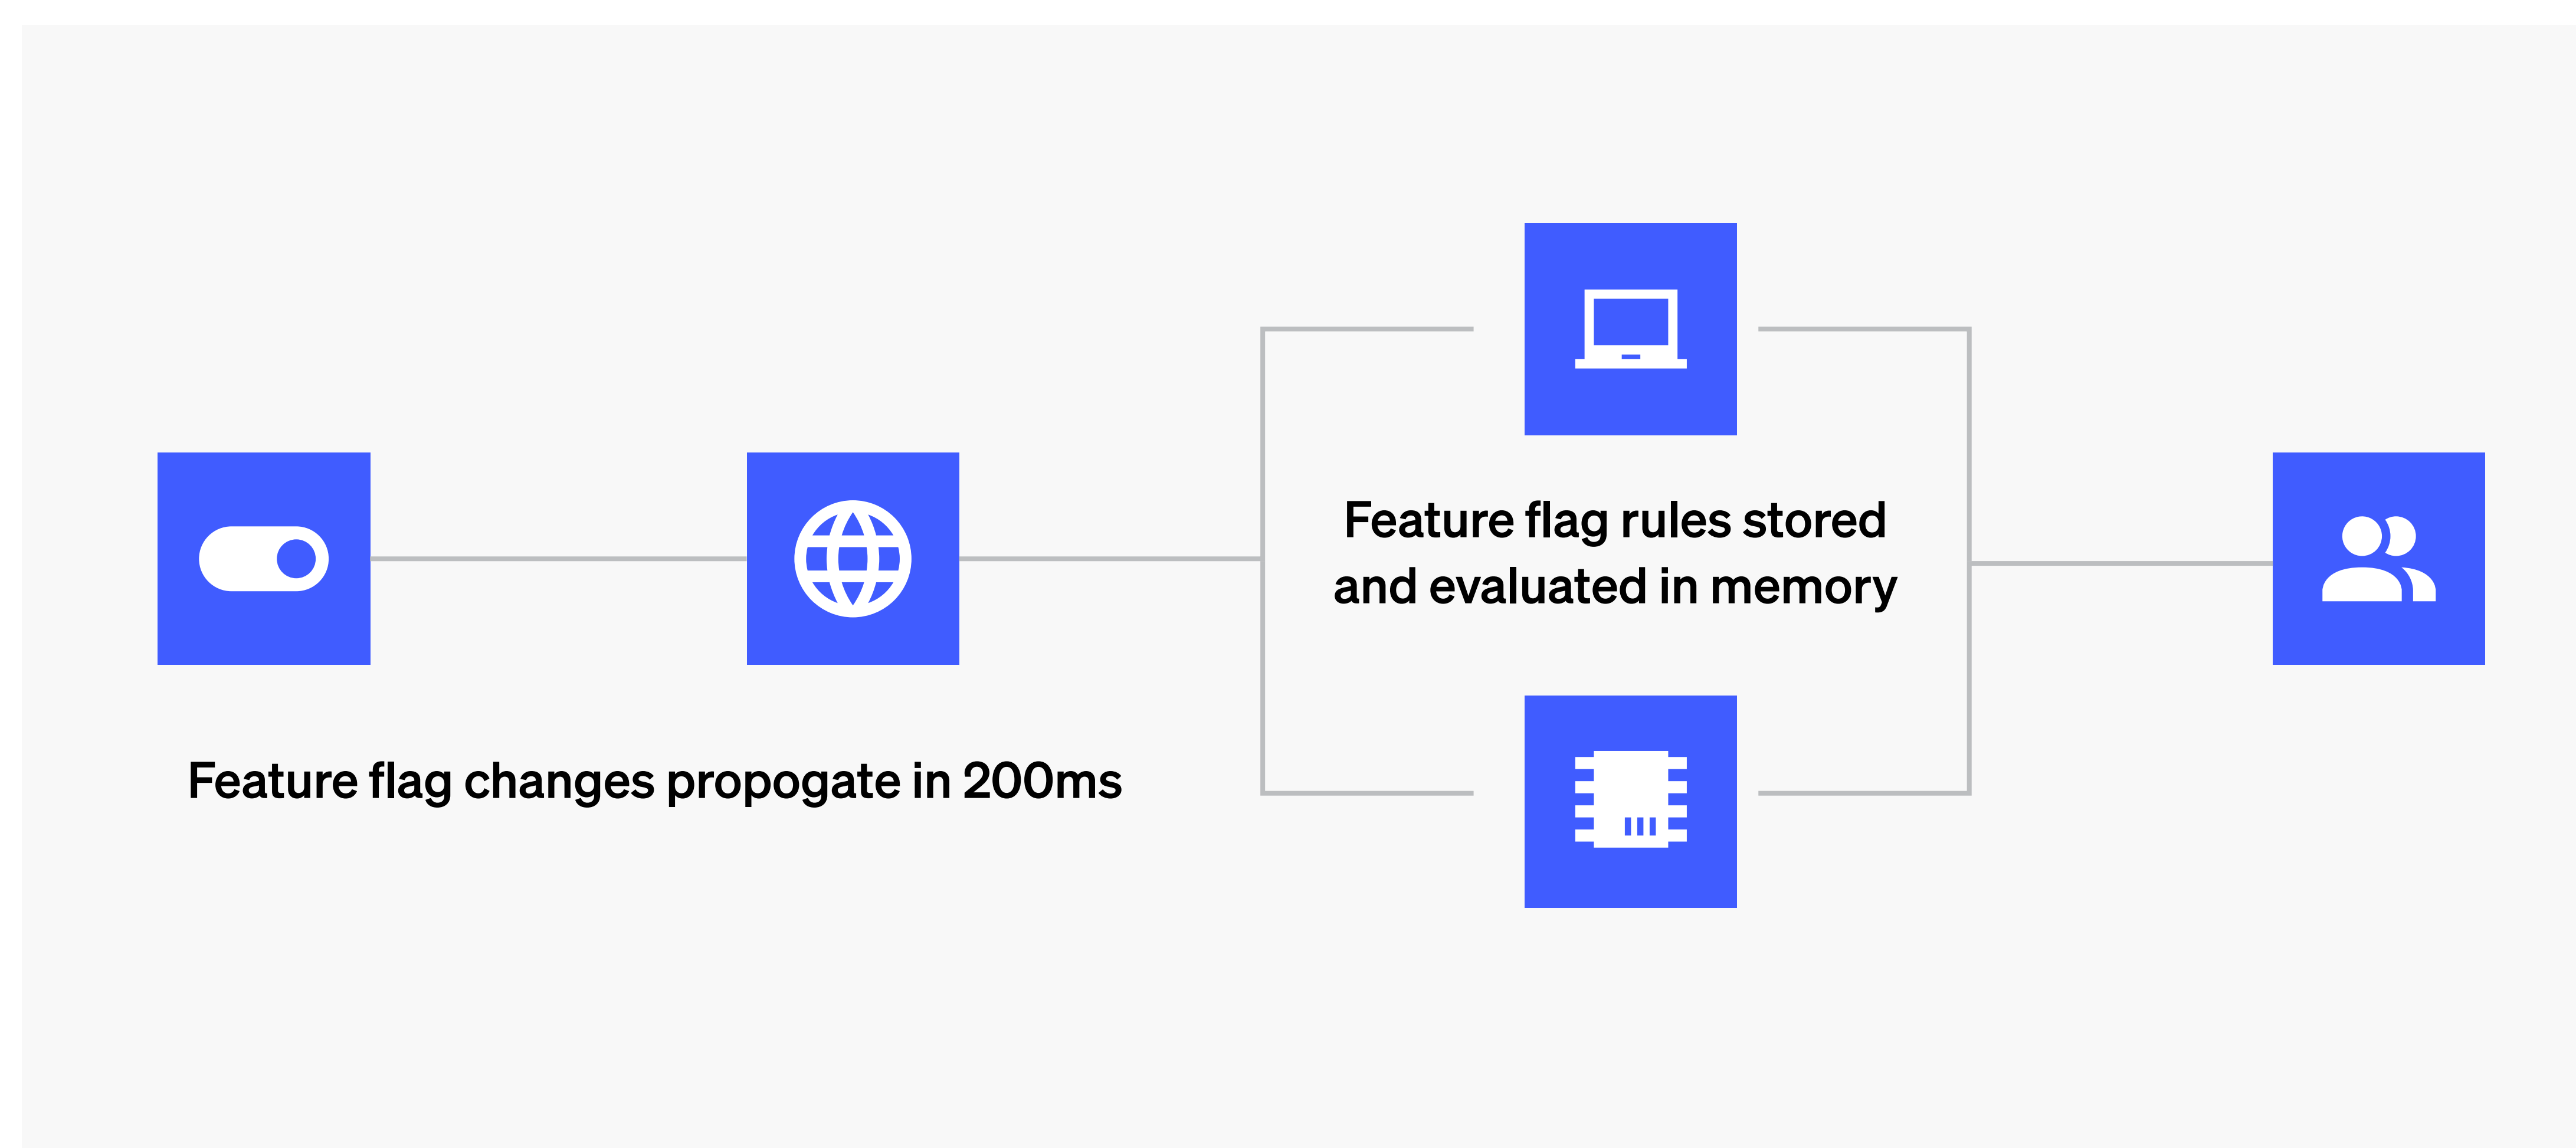 Feature flag rules stored
and evaluated in memory
Feature flag changes propogate in 200ms